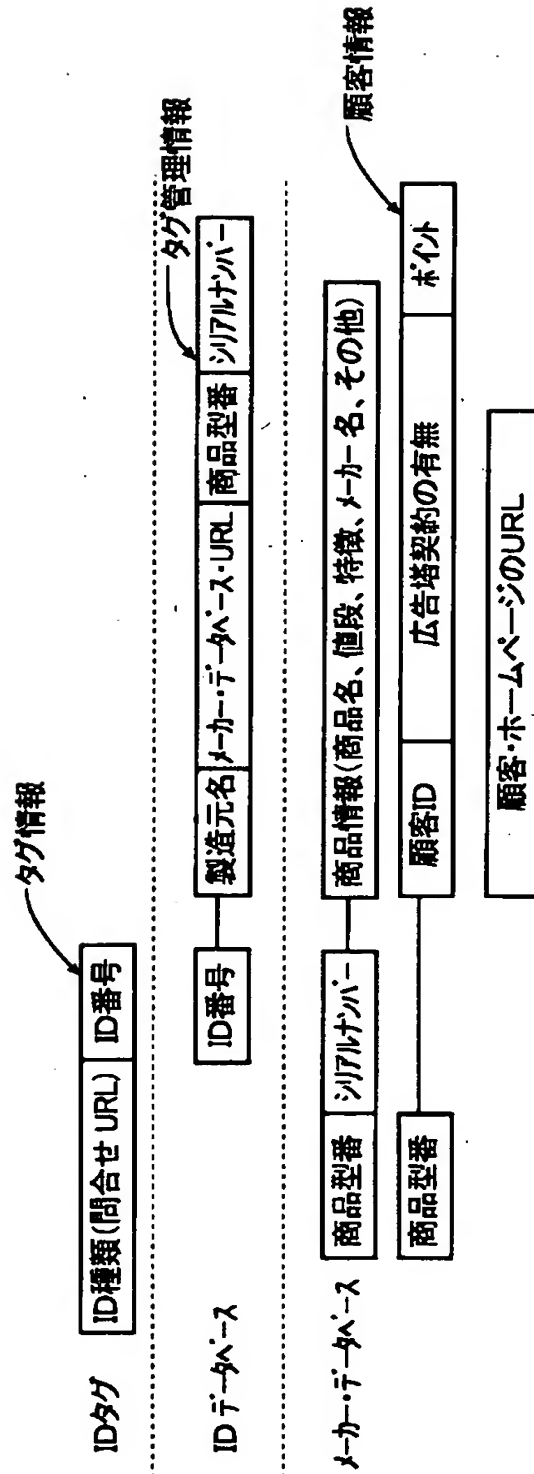 タグ情報
IDタグ
ID種類(問合せ URL) ID番号
タグ管理情報
IDデータベース
ID番号 製造元名 メーカー・データベース・URL 商品型番 シリアルナンバー
メーカー・データベース
商品型番 シリアルナンバー 商品情報(商品名、値段、特徴、メーカー名、その他)
顧客情報
商品型番 顧客ID 広告塔契約の有無 ポイント
顧客・ホームページのURL